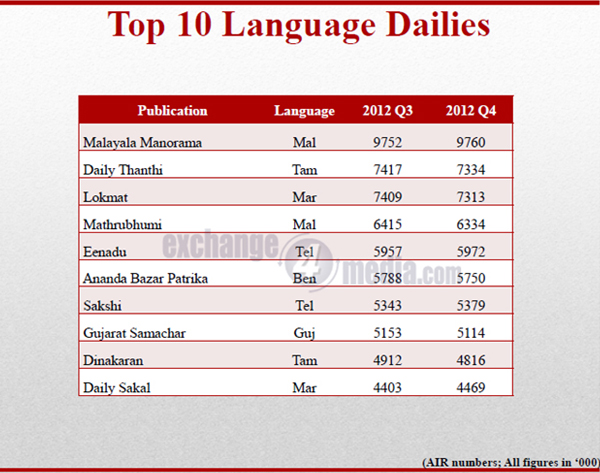 Top 10 Language Dailies
Publication Language 2012 Q3 2012 Q4
Malayala Manorama Mal 9752 9760
Daily Thanthi Tam 7417 7334
Lokmat Mar 7409 7313
Mathrubhumi Mal 6415 6334
Eenadu Tel 5957 5972
Ananda Bazar Patrika Ben 5788 5750
Sakshi Tel 5343 5379
Gujarat Samachar Guj 5153 5114
Dinakaran Tam 4912 4816
Daily Sakal Mar 4403 4469
exchange4media.com
(AIR numbers; All figures in ‘000)